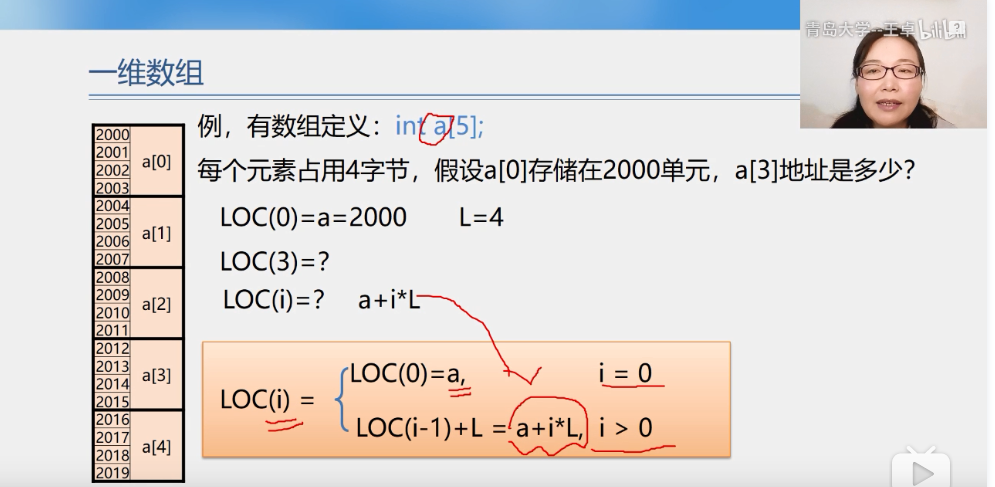 青岛大学--王卓 bilibili
一维数组
例，有数组定义：int a[5];
每个元素占用4字节，假设a[0]存储在2000单元，a[3]地址是多少？
LOC(0)=a=2000 L=4
LOC(3)=?
LOC(i)=? a+i*L
LOC(i) =
LOC(0)=a, i = 0
LOC(i-1)+L = a+i*L, i > 0
2000
2001
2002
2003
a[0]
2004
2005
2006
2007
a[1]
2008
2009
2010
2011
a[2]
2012
2013
2014
2015
a[3]
2016
2017
2018
2019
a[4]